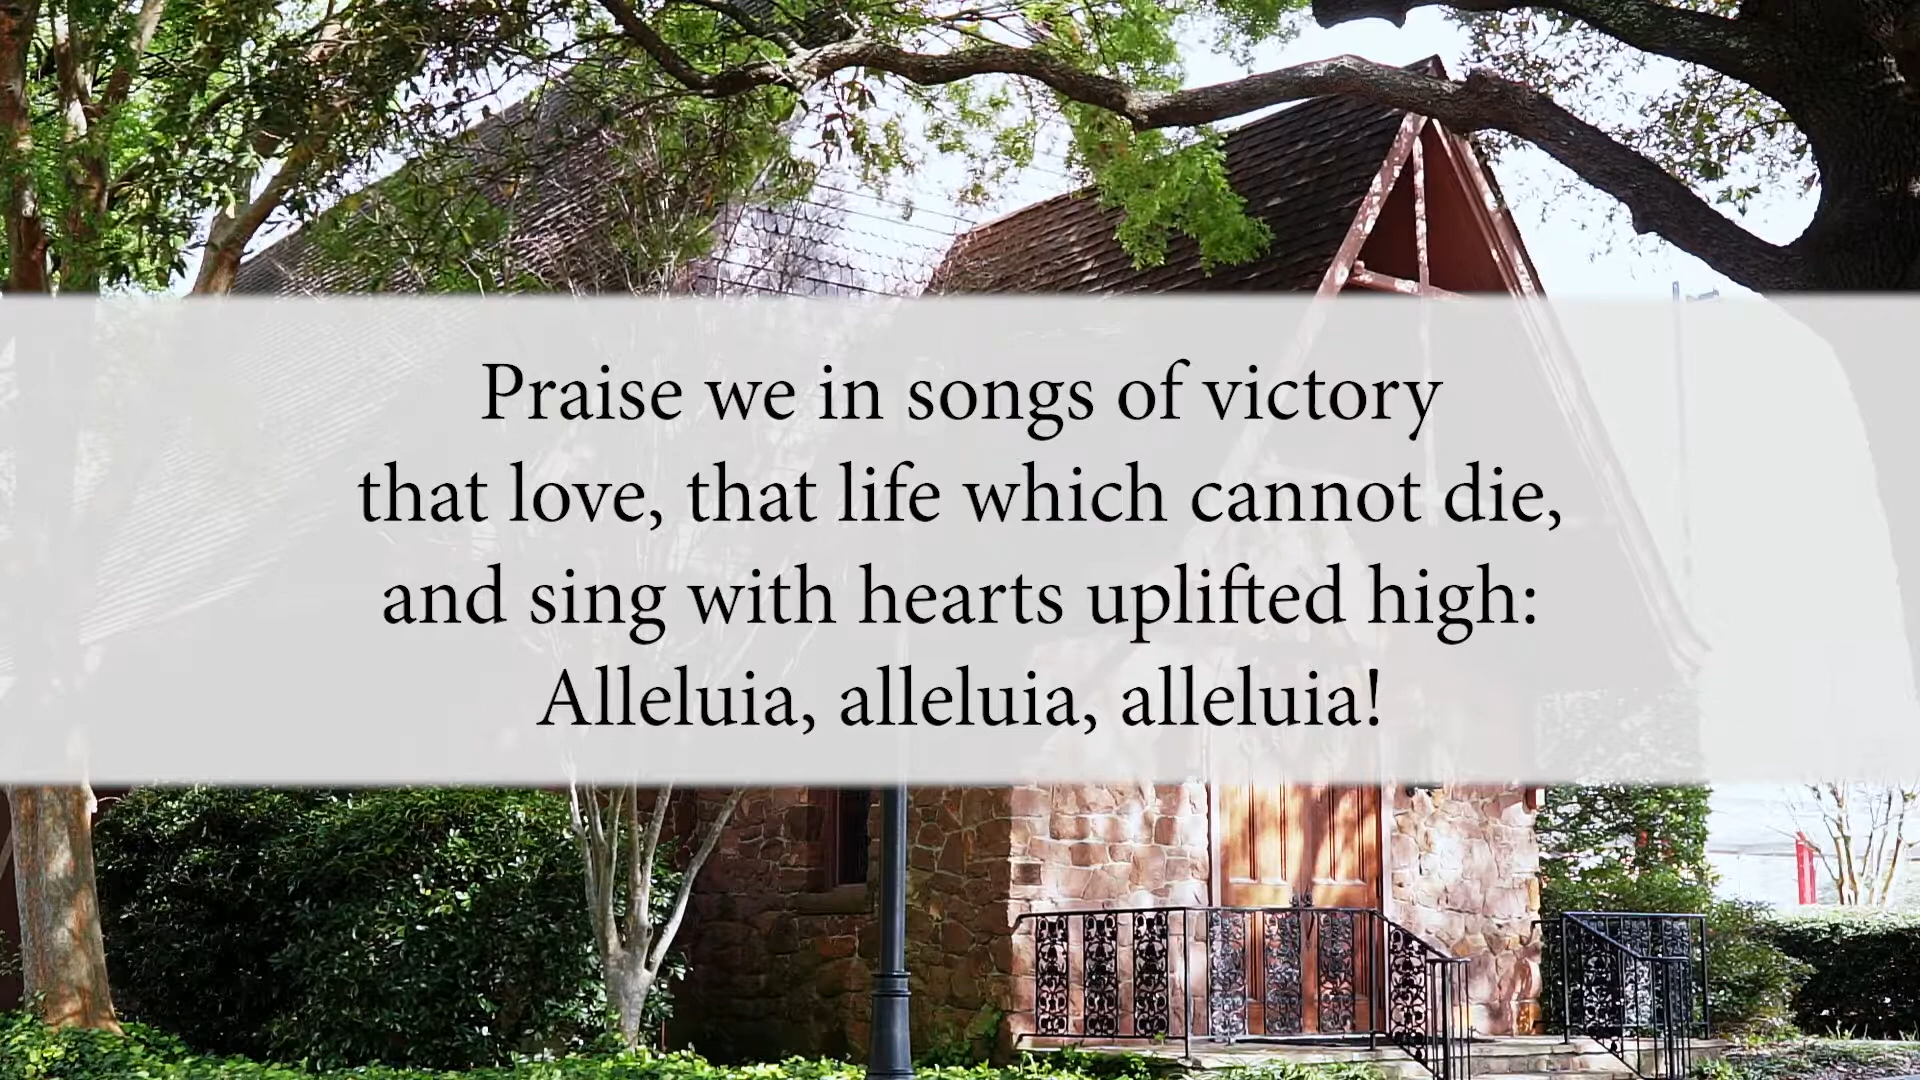 Praise we in songs of victory
that love, that life which cannot die,
and sing with hearts uplifted high:
Alleluia, alleluia, alleluia!